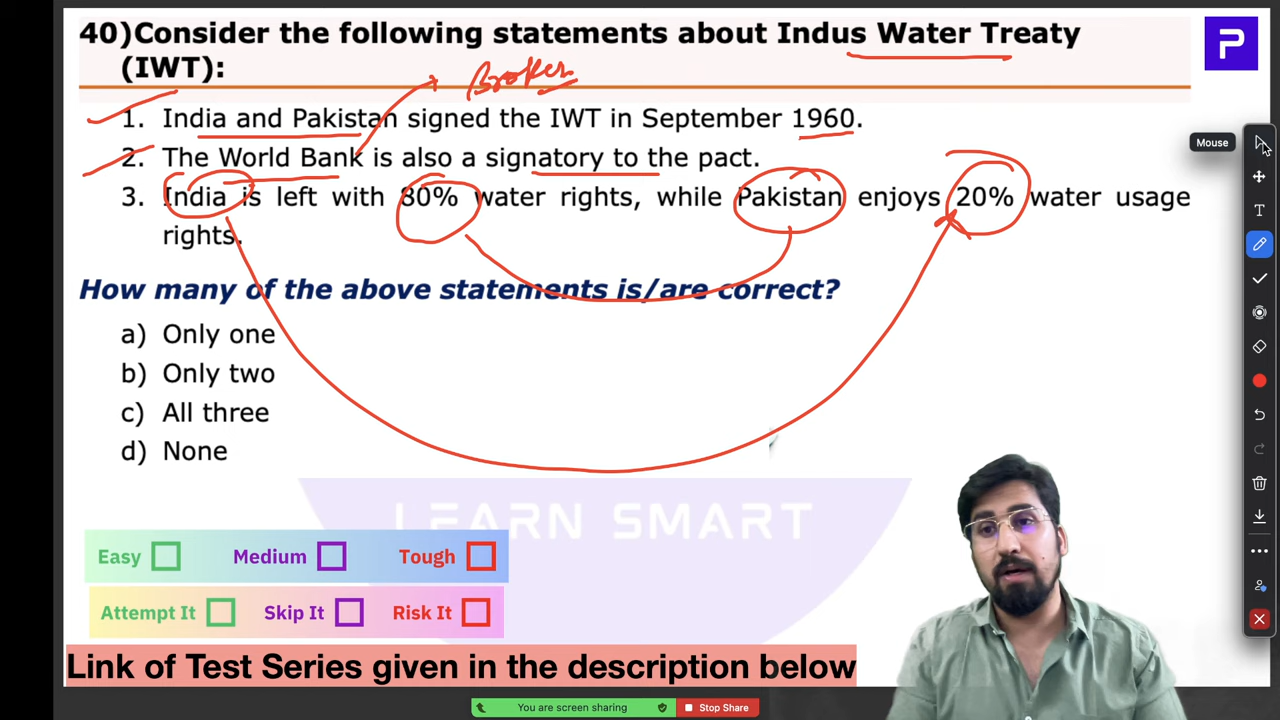 40)Consider the following statements about Indus Water Treaty
(IWT):
Broker
1. India and Pakistan signed the IWT in September 1960.
2. The World Bank is also a signatory to the pact.
3. India is left with 80% water rights, while Pakistan enjoys 20% water usage
rights.
How many of the above statements is/are correct?
a) Only one
b) Only two
c) All three
d) None
LEARN SMART
Easy Medium Tough
Attempt It Skip It Risk It
Link of Test Series given in the description below
You are screen sharing Stop Share
Mouse
P
T